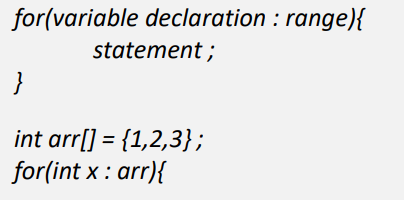 for(variable declaration : range){
statement ;
}
int arr[] = {1,2,3} ;
for(int x : arr){